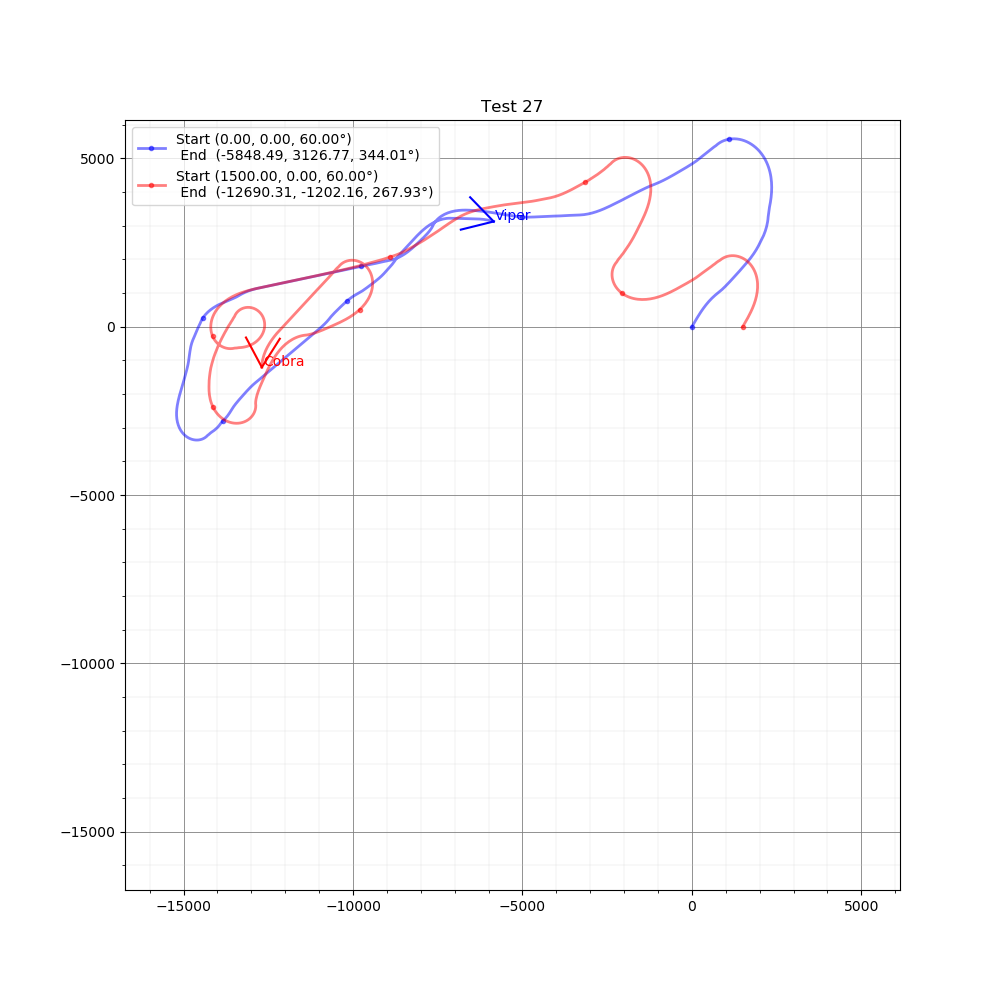 Test 27
Start (0.00, 0.00, 60.00°)
End (-5848.49, 3126.77, 344.01°)
Start (1500.00, 0.00, 60.00°)
End (-12690.31, -1202.16, 267.93°)
5000
0
−5000
−10000
−15000
Viper
Cobra
−15000
−10000
−5000
0
5000